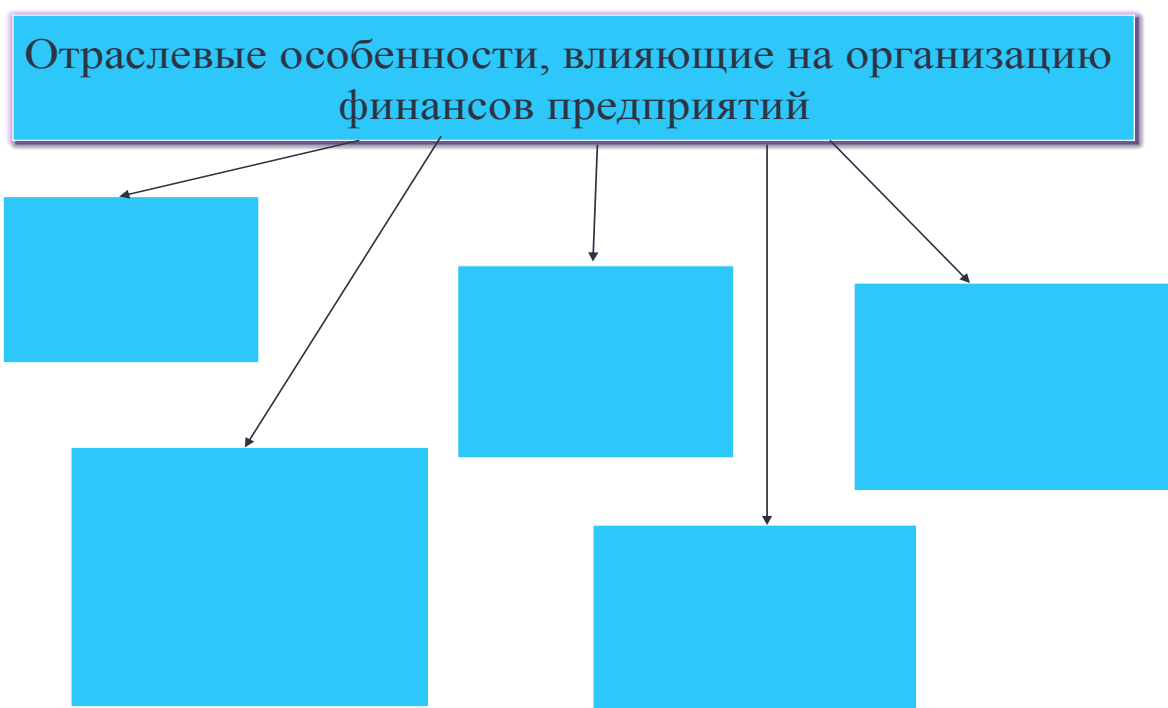 Отраслевые особенности, влияющие на организацию
финансов предприятий